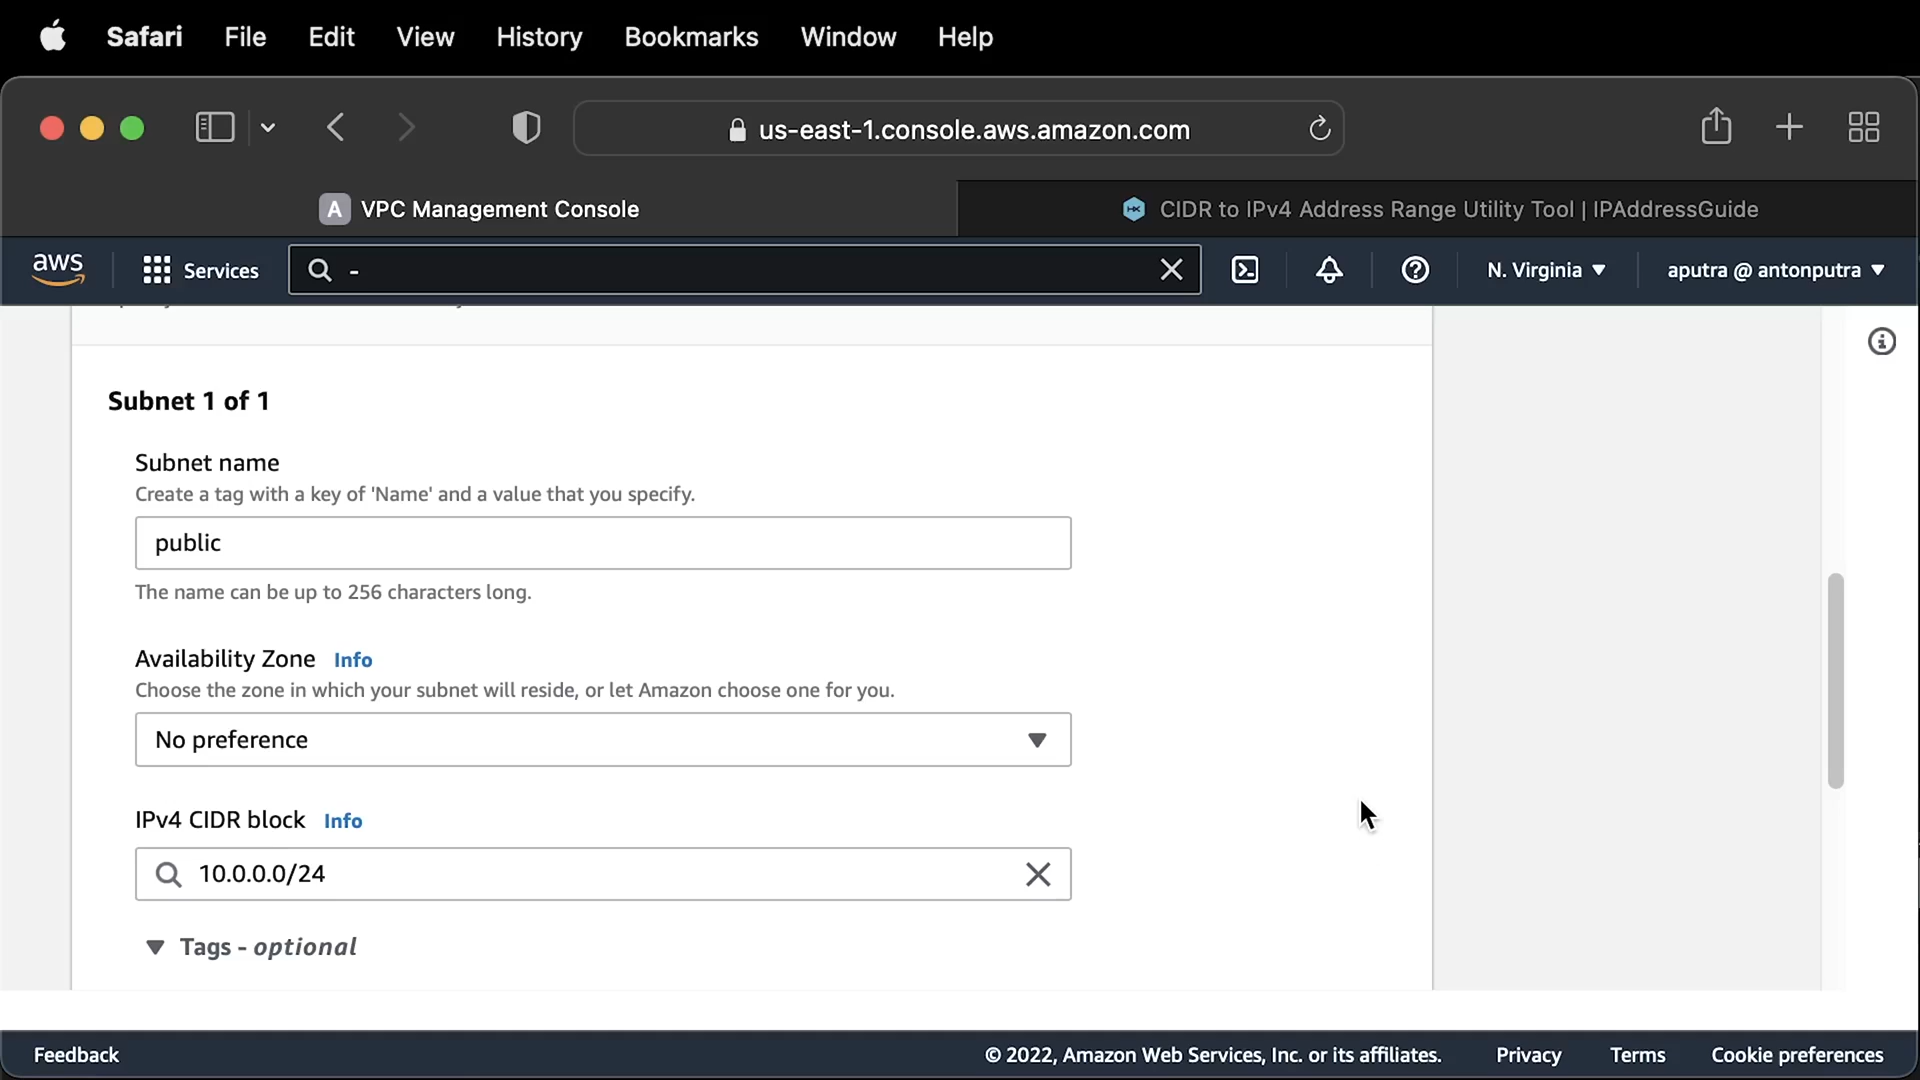 Safari File Edit View History Bookmarks Window Help
us-east-1.console.aws.amazon.com
A VPC Management Console
CIDR to IPv4 Address Range Utility Tool | IPAddressGuide
aws Services - N. Virginia aputra @ antonputra
Subnet 1 of 1
Subnet name
Create a tag with a key of 'Name' and a value that you specify.
public
The name can be up to 256 characters long.
Availability Zone Info
Choose the zone in which your subnet will reside, or let Amazon choose one for you.
No preference
IPv4 CIDR block Info
10.0.0.0/24
Tags - optional
Feedback © 2022, Amazon Web Services, Inc. or its affiliates. Privacy Terms Cookie preferences